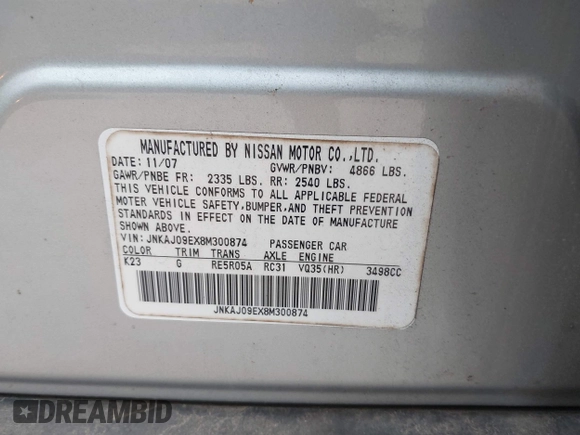 MANUFACTURED BY NISSAN MOTOR CO.,LTD.
DATE: 11/07 GVWR/PNBV: 4866 LBS.
GAWR/PNBE FR: 2335 LBS. RR: 2540 LBS.
THIS VEHICLE CONFORMS TO ALL APPLICABLE FEDERAL
MOTOR VEHICLE SAFETY,BUMPER,AND THEFT PREVENTION
STANDARDS IN EFFECT ON THE DATE OF MANUFACTURE
SHOWN ABOVE.
VIN: JNKAJ09EX8M300874 PASSENGER CAR
COLOR TRIM TRANS AXLE ENGINE
K23 G RE5R05A RC31 VQ35(HR) 3498CC
JNKAJ09EX8M300874
DREAMBID